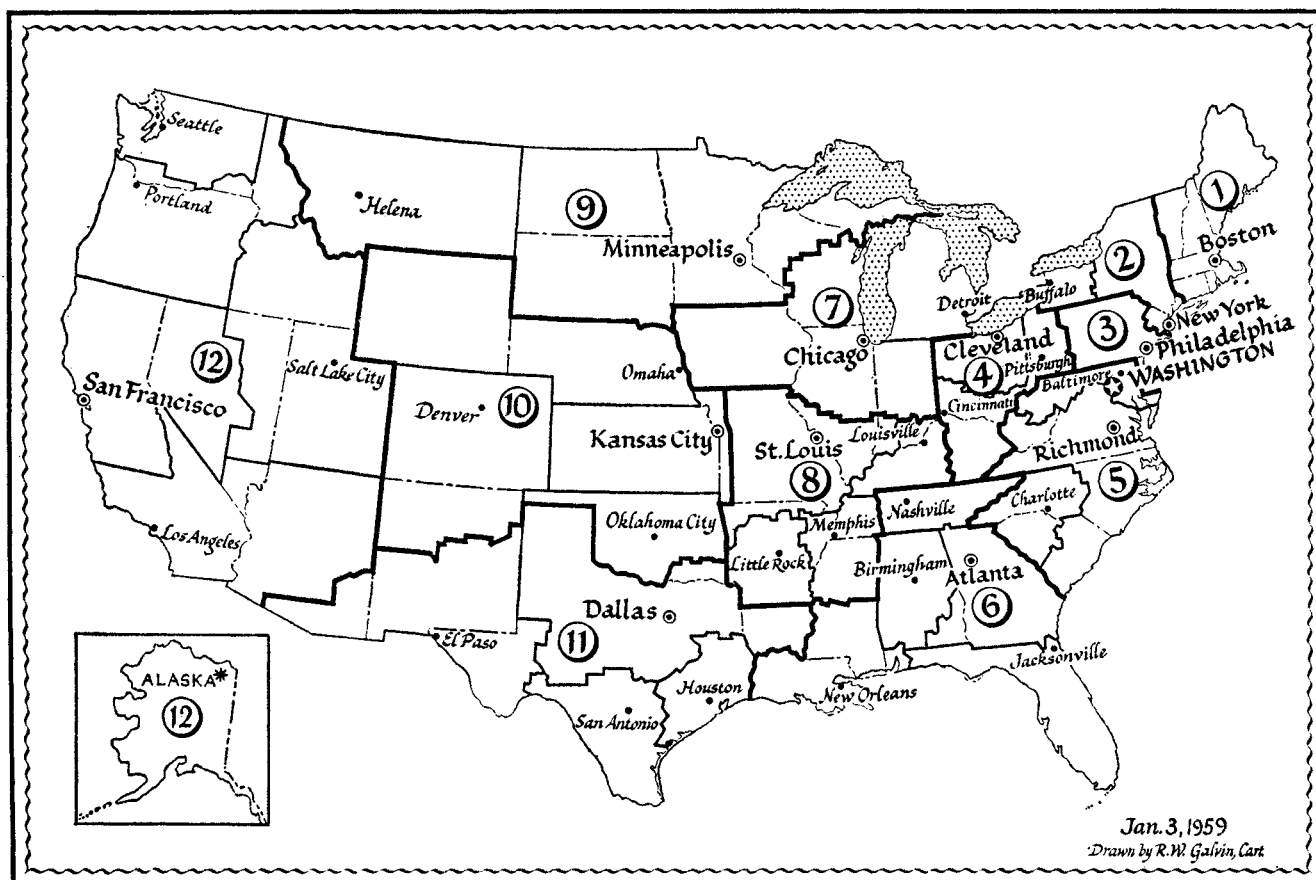 Seattle
Portland
Helena
9
Minneapolis
1
Boston
2
Buffalo
Detroit
7
Chicago
3
New York
Philadelphia
WASHINGTON
Cleveland
Pittsburgh
4
Baltimore
Cincinnati
12
Salt Lake City
San Francisco
Omaha
Denver
10
Kansas City
St. Louis
8
Louisville
Richmond
5
Los Angeles
Oklahoma City
Memphis
Nashville
Charlotte
Little Rock
Birmingham
Atlanta
6
Dallas
11
El Paso
Houston
San Antonio
New Orleans
Jacksonville
ALASKA*
12
Jan. 3, 1959
Drawn by R.W. Galvin, Cart.